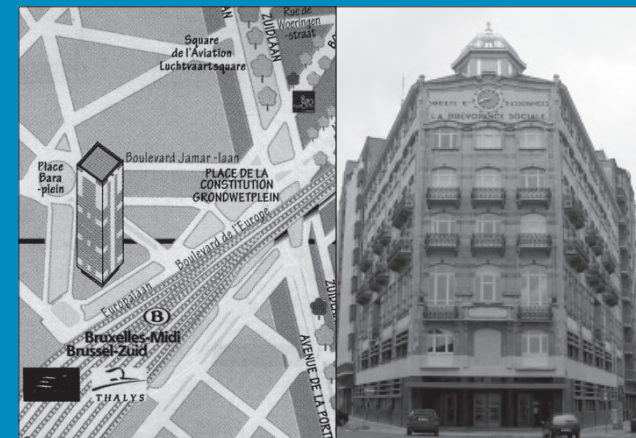 ZUIDLAAN
Rue de
Woeringen
-straat
Square
de l'Aviation
Luchtvaartsquare
Boulevard Jamar -laan
Place
Bara
-plein
PLACE DE LA
CONSTITUTION
GRONDWETPLEIN
Boulevard de l'Europe
Europalaan
B
Bruxelles-Midi
Brussel-Zuid
THALYS
AVENUE DE LA PORT
LA PREVOYANCE SOCIALE